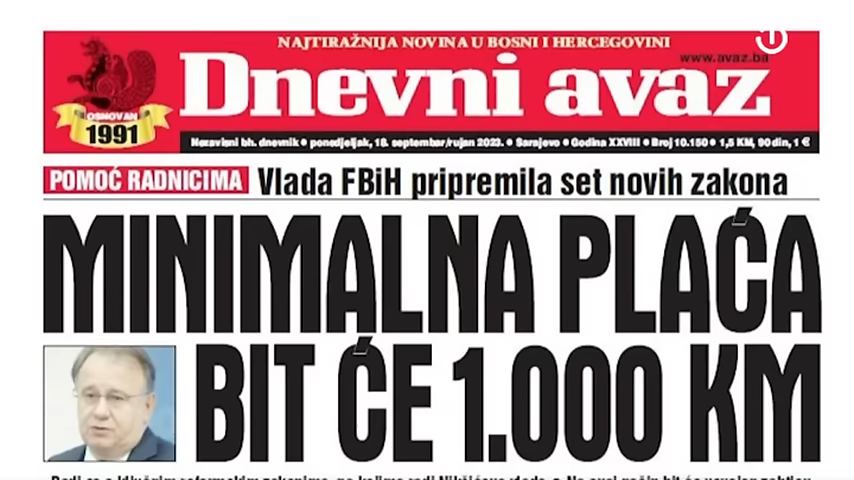 NAJTIRAŽNIJA NOVINA U BOSNI I HERCEGOVINI
www.avaz.ba
Dnevni avaz
OSNOVAN
1991
Nezavisni bh. dnevnik • ponedjeljak, 18. septembar/rujan 2023. • Sarajevo • Godina XXVIII • Broj 10.150 • 1,5 KM, 90 din, 1 €
POMOĆ RADNICIMA Vlada FBiH pripremila set novih zakona
MINIMALNA PLAĆA
BIT ĆE 1.000 KM